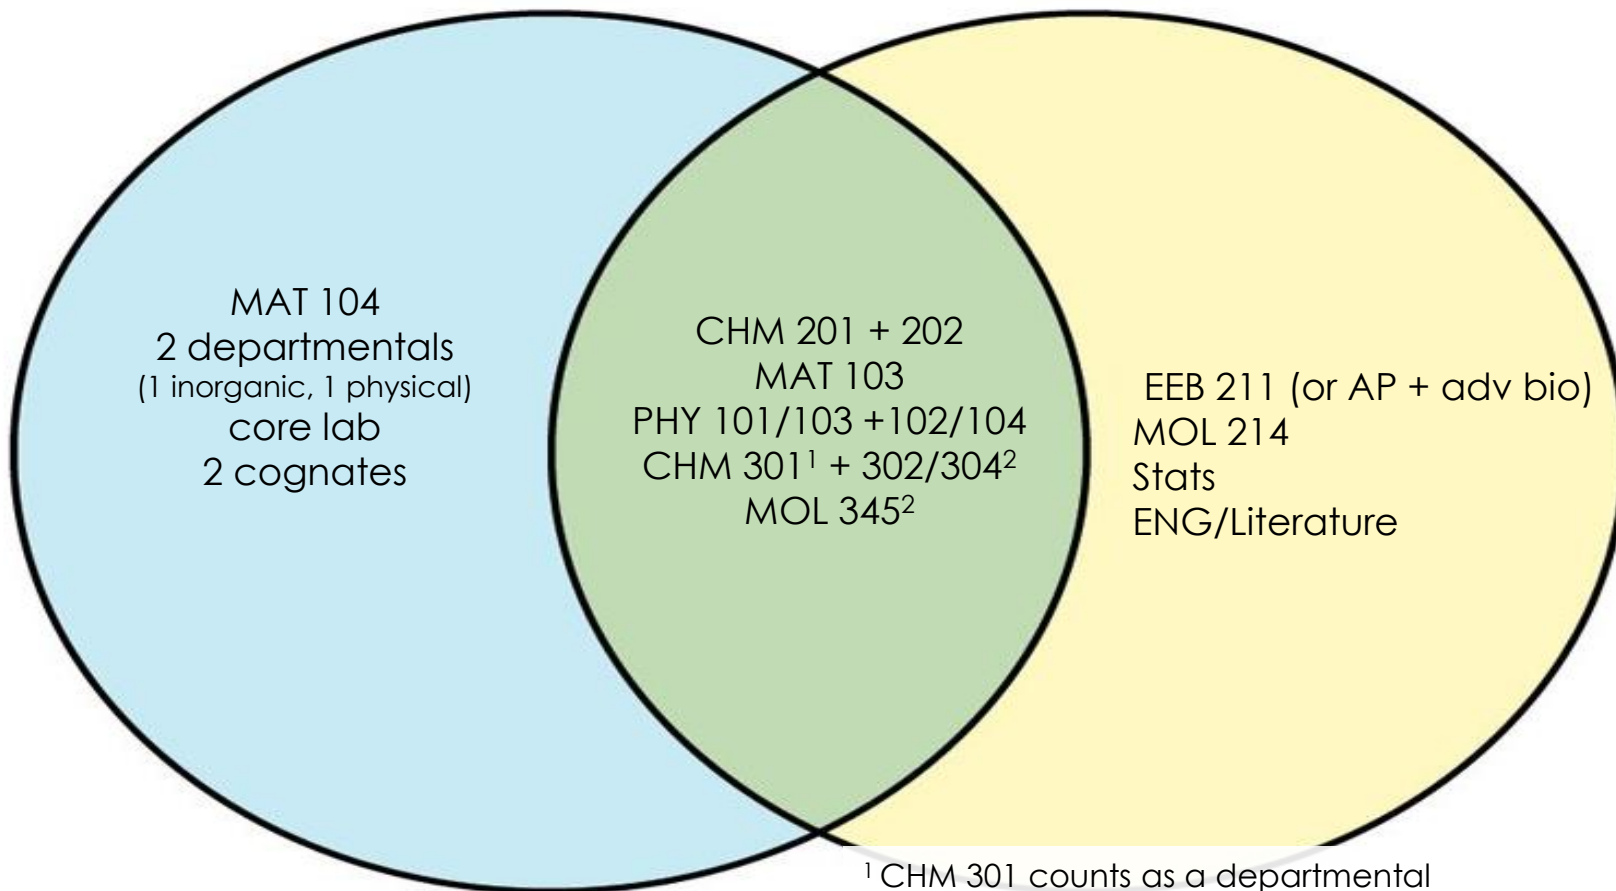 MAT 104
2 departmentals
(1 inorganic, 1 physical)
core lab
2 cognates
CHM 201 + 202
MAT 103
PHY 101/103 +102/104
CHM 301¹ + 302/304²
MOL 345²
EEB 211 (or AP + adv bio)
MOL 214
Stats
ENG/Literature
¹ CHM 301 counts as a departmental